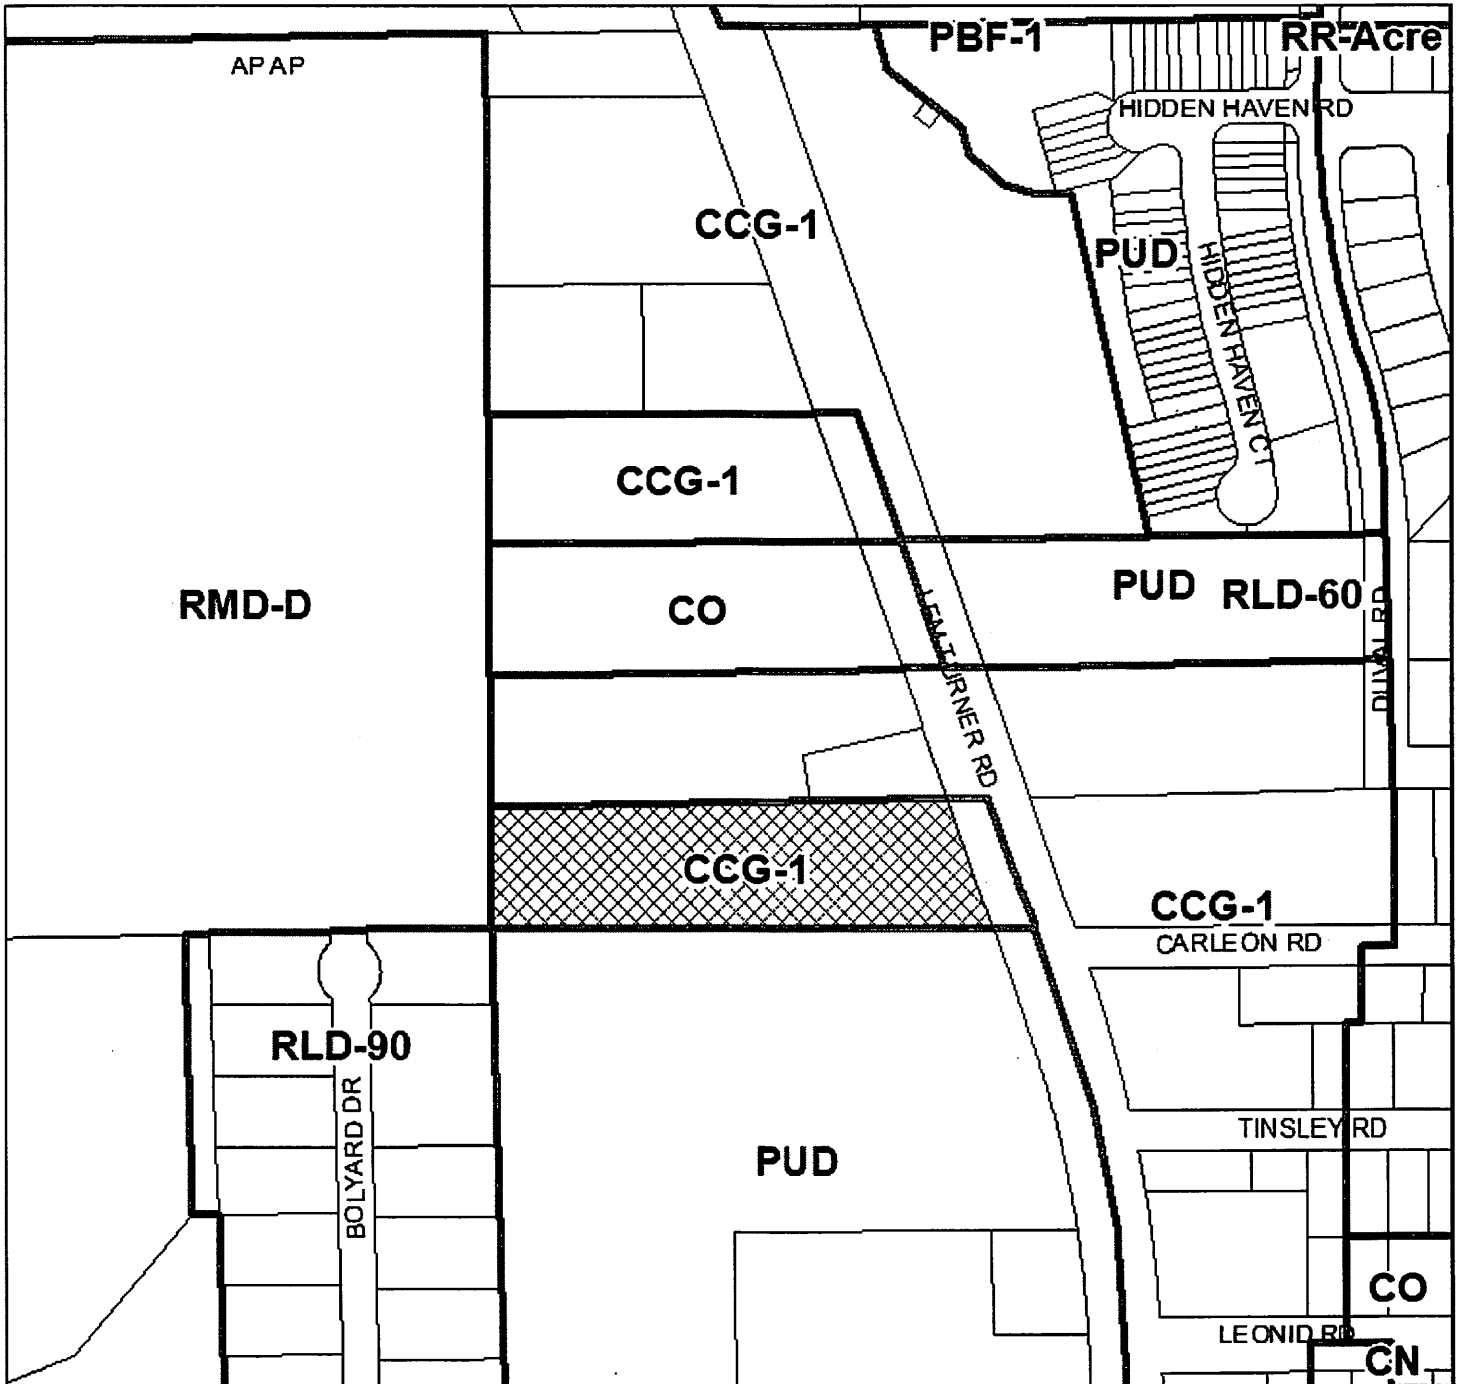 PBF-1
RR-Acre
AP AP
HIDDEN HAVEN RD
CCG-1
PUD
HIDDEN HAVEN CT
CCG-1
RMD-D
CO
PUD
RLD-60
LEM TURNER RD
DUVAL RD
CCG-1
CCG-1
CARLEON RD
RLD-90
BOLYARD DR
TINSLEY RD
PUD
CO
LEONID RD
CN